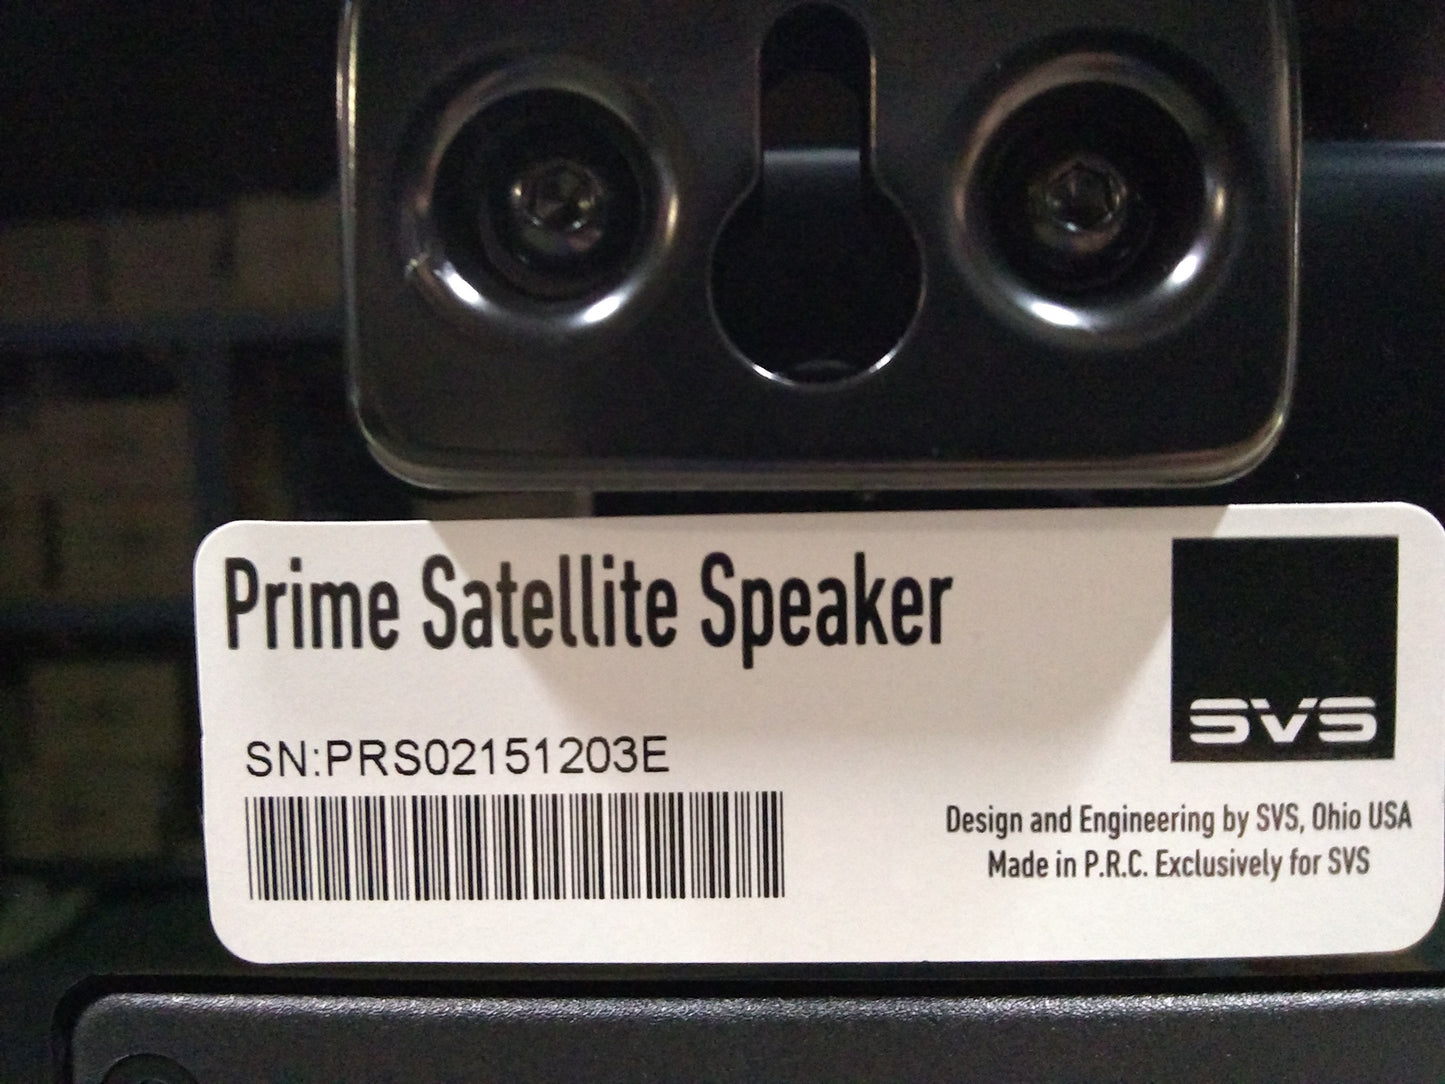 Prime Satellite Speaker
SVS
SN:PRS02151203E
Design and Engineering by SVS, Ohio USA
Made in P.R.C. Exclusively for SVS